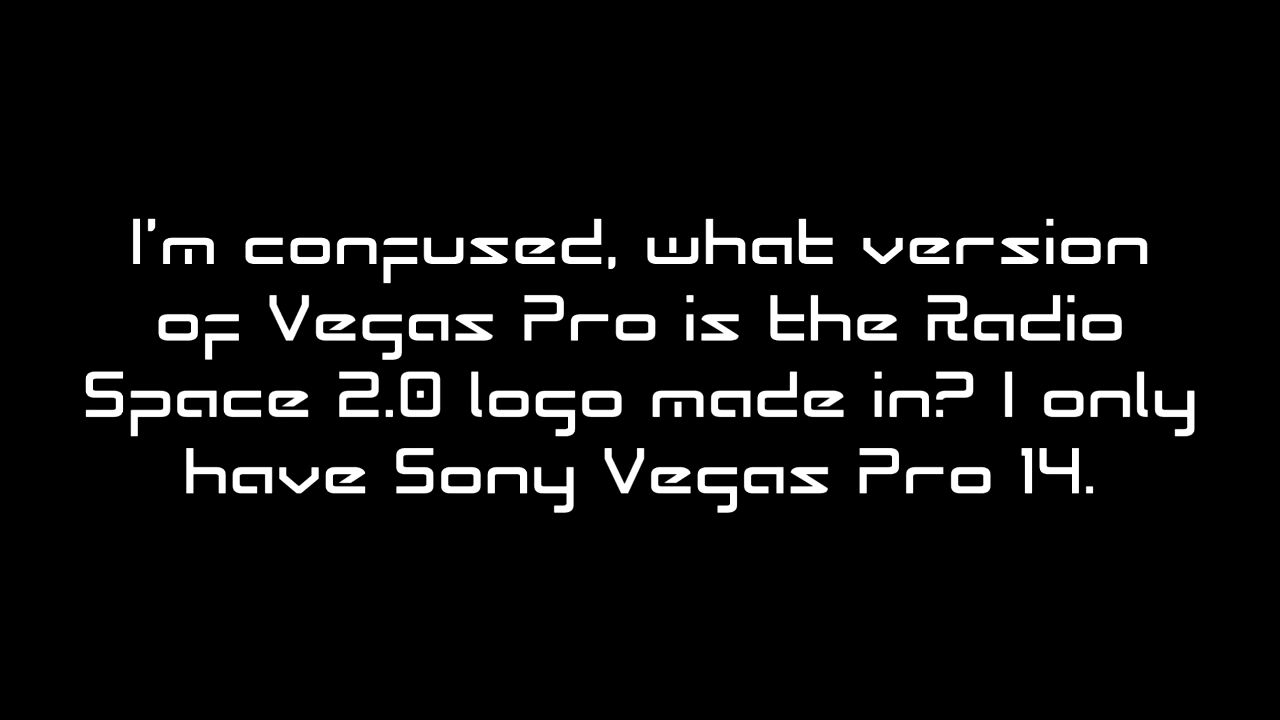 I'm confused, what version
of Vegas Pro is the Radio
Space 2.0 logo made in? I only
have Sony Vegas Pro 14.